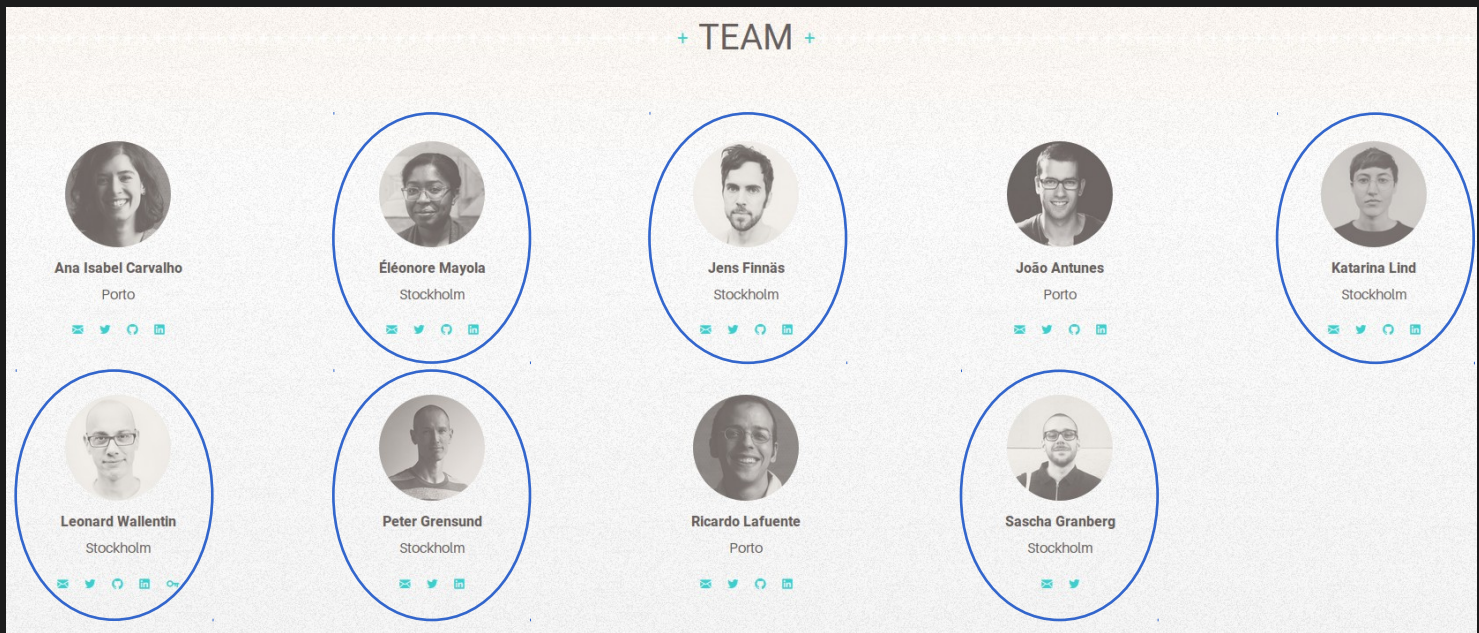 + TEAM +
Ana Isabel Carvalho
Porto
Éléonore Mayola
Stockholm
Jens Finnäs
Stockholm
João Antunes
Porto
Katarina Lind
Stockholm
Leonard Wallentin
Stockholm
Peter Grensund
Stockholm
Ricardo Lafuente
Porto
Sascha Granberg
Stockholm